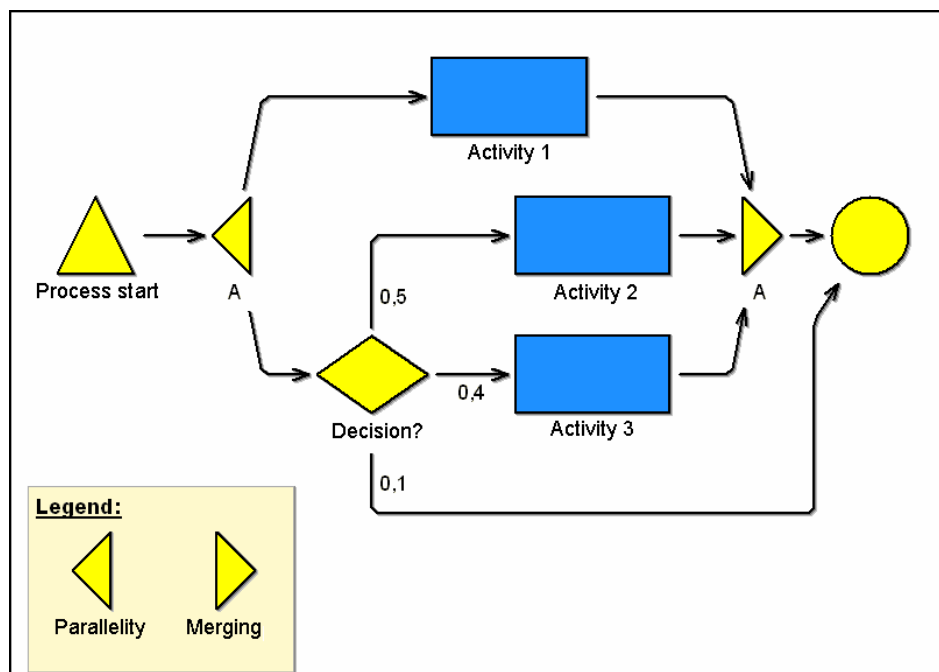 Activity 1
Process start
A
0,5
Activity 2
A
Decision?
0,4
Activity 3
0,1
Legend:
Parallelity
Merging